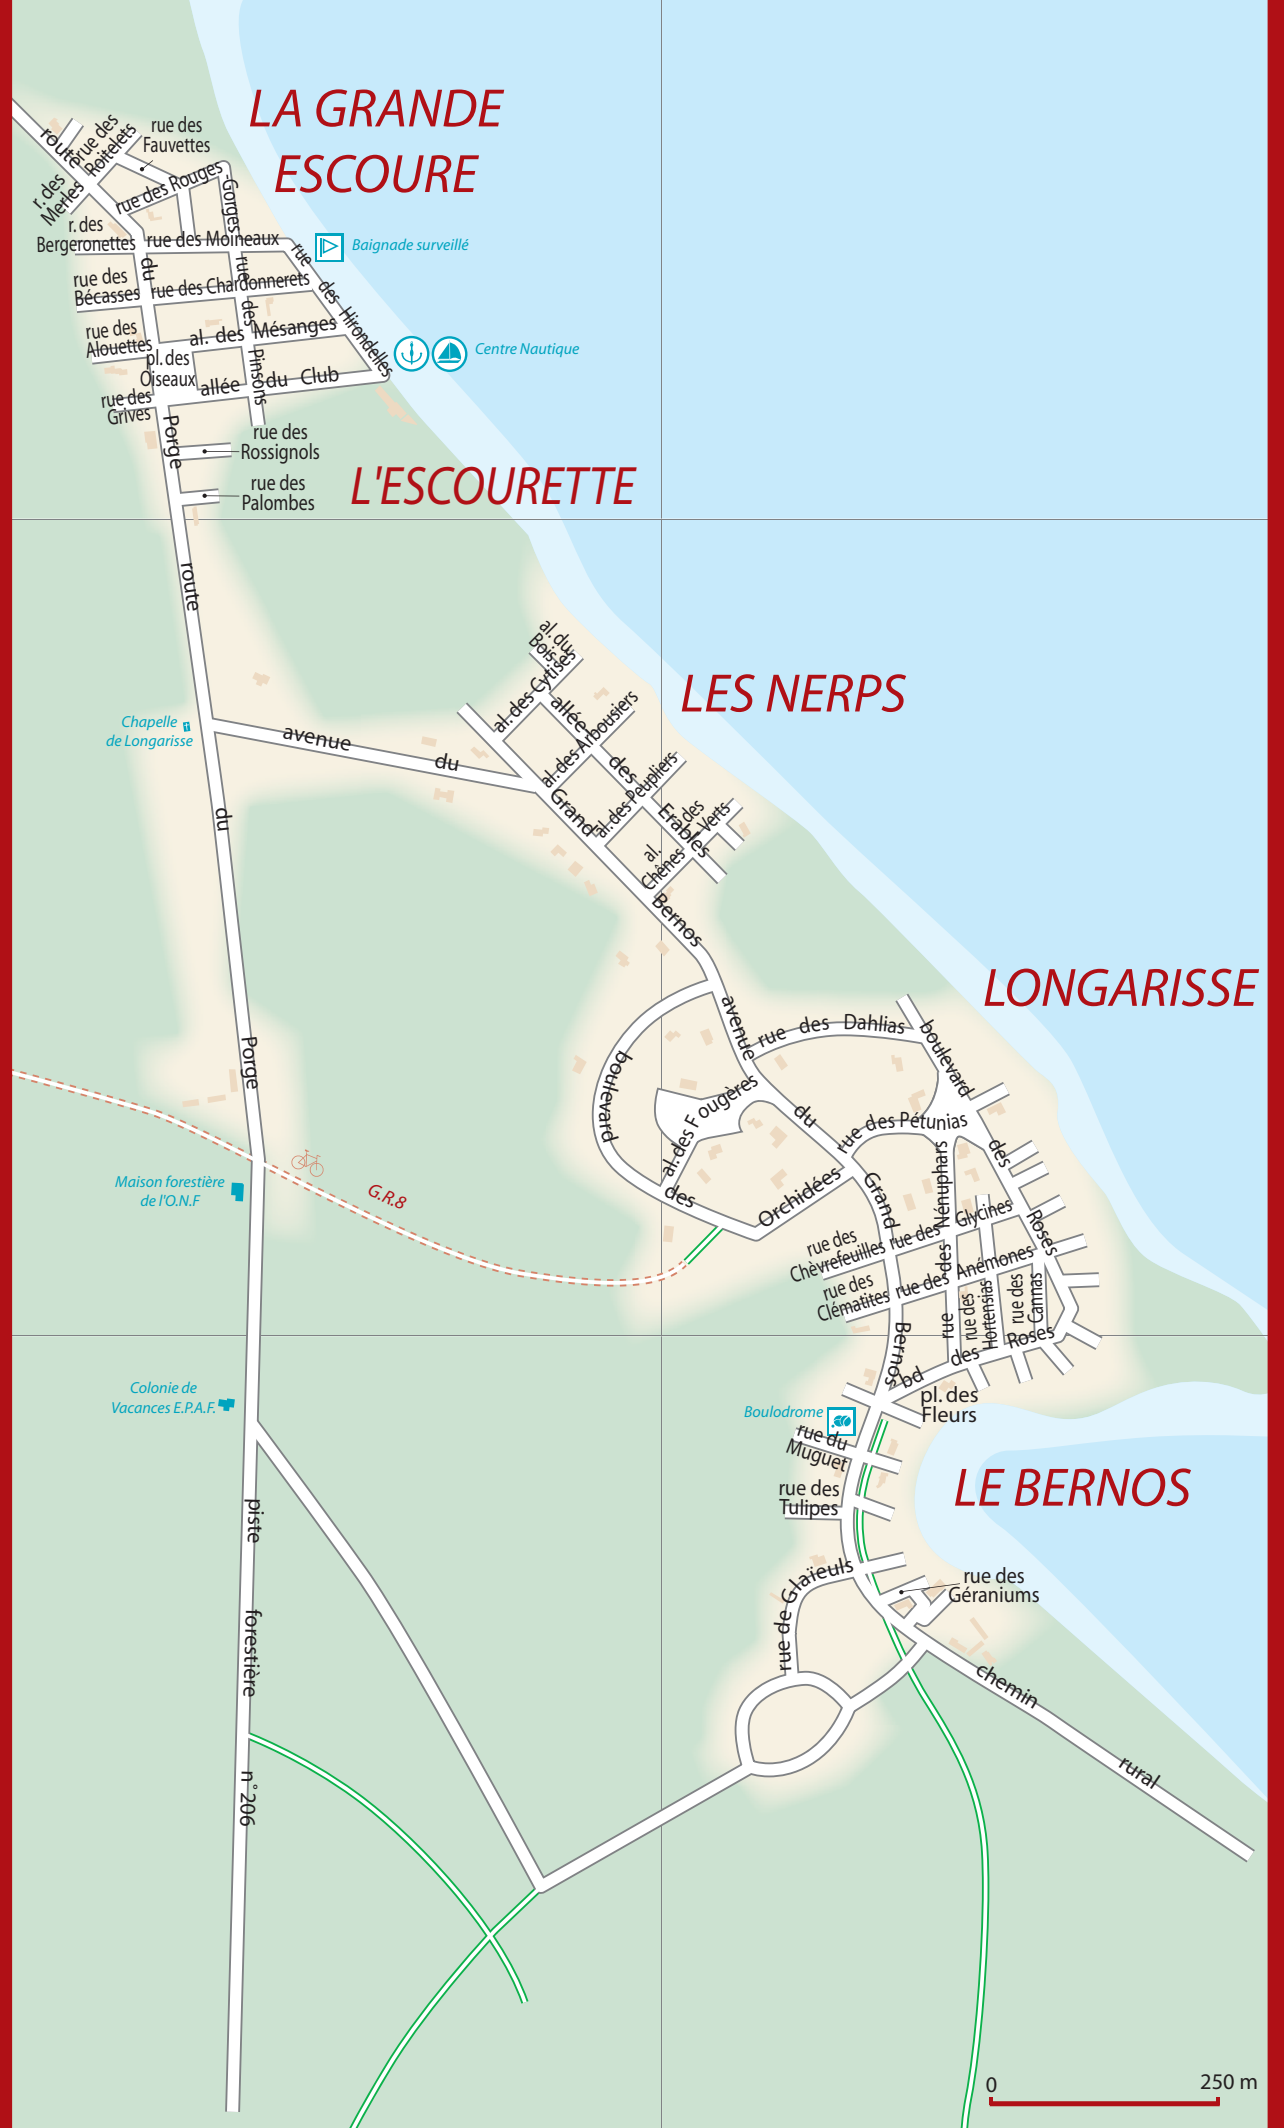 LA GRANDE
ESCOURE
route
rue des
Roitelets
rue des
Fauvettes
r. des
Merles
rue des Rouges-Gorges
r. des
Bergeronnettes
rue des Moineaux
Baignade surveillé
rue des Hirondelles
du
rue des
Bécasses
rue des Chardonnerets
rue des Pinsons
rue des
Alouettes
al. des Mésanges
Centre Nautique
pl. des
Oiseaux
rue des
Grives
allée du Club
Porge
rue des
Rossignols
L'ESCOURETTE
rue des
Palombes
route
al. du
Bois
al. des Cytises
LES NERPS
allée des Erables
al. des Arbousiers
Chapelle
de Longarisse
avenue du Grand Bernos
al. des Peupliers
du
al. des
Chênes Verts
LONGARISSE
avenue
rue des Dahlias
boulevard des Roses
Porge
boulevard des Orchidées
al. des Fougères
du
rue des Pétunias
Maison forestière
de l'O.N.F
G.R.8
Grand
rue des Nénuphars
rue des Glycines
rue des
Chèvrefeuilles
rue des Anémones
rue des
Clématites
rue des
Hortensias
rue des
Cannas
Bernos
bd des Roses
Colonie de
Vacances E.P.A.F.
pl. des
Fleurs
Boulodrome
rue du
Muguet
LE BERNOS
rue des
Tulipes
piste
rue de Glaïeuls
rue des
Géraniums
forestière
chemin
rural
n°206
0
250 m